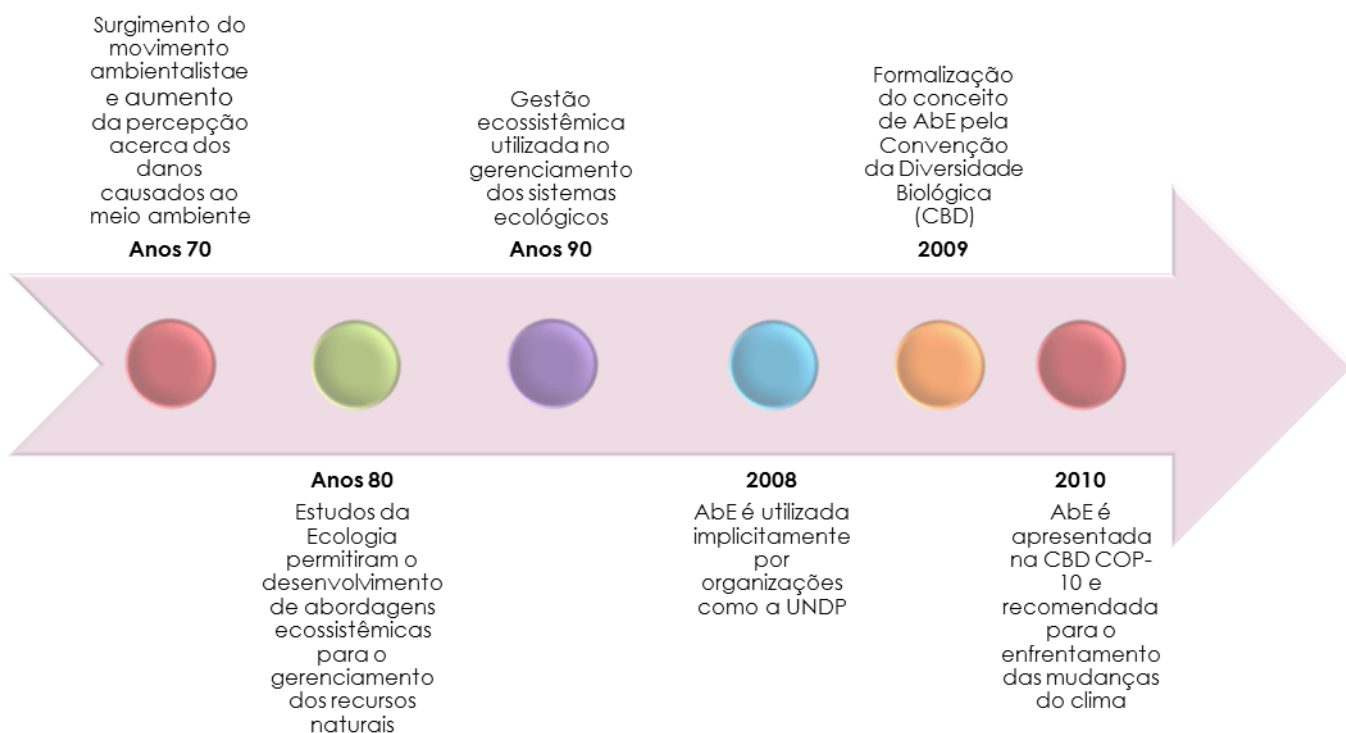 Surgimento do
movimento
ambientalistae
e aumento
da percepção
acerca dos
danos
causados ao
meio ambiente
Anos 70
Anos 80
Estudos da
Ecologia
permitiram o
desenvolvimento
de abordagens
ecossistêmicas
para o
gerenciamento
dos recursos
naturais
Gestão
ecossistêmica
utilizada no
gerenciamento
dos sistemas
ecológicos
Anos 90
2008
AbE é utilizada
implicitamente
por
organizações
como a UNDP
Formalização
do conceito
de AbE pela
Convenção
da Diversidade
Biológica
(CBD)
2009
2010
AbE é
apresentada
na CBD COP-
10 e
recomendada
para o
enfrentamento
das mudanças
do clima